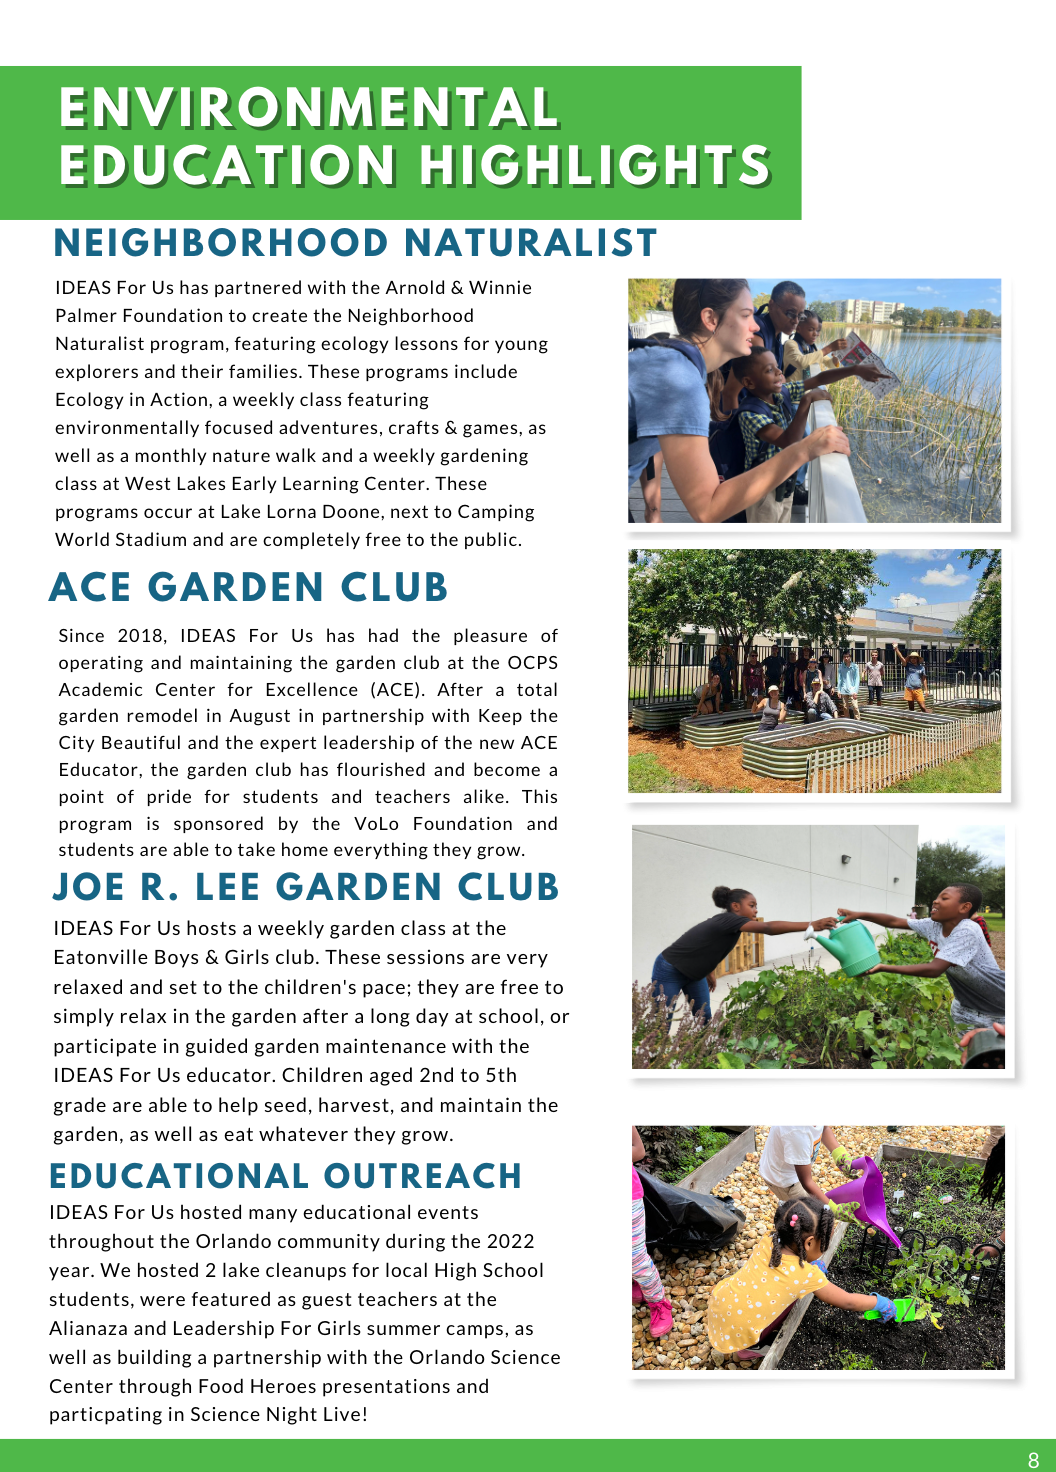 ENVIRONMENTAL
EDUCATION HIGHLIGHTS
NEIGHBORHOOD NATURALIST
IDEAS For Us has partnered with the Arnold & Winnie
Palmer Foundation to create the Neighborhood
Naturalist program, featuring ecology lessons for young
explorers and their families. These programs include
Ecology in Action, a weekly class featuring
environmentally focused adventures, crafts & games, as
well as a monthly nature walk and a weekly gardening
class at West Lakes Early Learning Center. These
programs occur at Lake Lorna Doone, next to Camping
World Stadium and are completely free to the public.
ACE GARDEN CLUB
Since 2018, IDEAS For Us has had the pleasure of
operating and maintaining the garden club at the OCPS
Academic Center for Excellence (ACE). After a total
garden remodel in August in partnership with Keep the
City Beautiful and the expert leadership of the new ACE
Educator, the garden club has flourished and become a
point of pride for students and teachers alike. This
program is sponsored by the VoLo Foundation and
students are able to take home everything they grow.
JOE R. LEE GARDEN CLUB
IDEAS For Us hosts a weekly garden class at the
Eatonville Boys & Girls club. These sessions are very
relaxed and set to the children's pace; they are free to
simply relax in the garden after a long day at school, or
participate in guided garden maintenance with the
IDEAS For Us educator. Children aged 2nd to 5th
grade are able to help seed, harvest, and maintain the
garden, as well as eat whatever they grow.
EDUCATIONAL OUTREACH
IDEAS For Us hosted many educational events
throughout the Orlando community during the 2022
year. We hosted 2 lake cleanups for local High School
students, were featured as guest teachers at the
Alianaza and Leadership For Girls summer camps, as
well as building a partnership with the Orlando Science
Center through Food Heroes presentations and
particpating in Science Night Live!
8